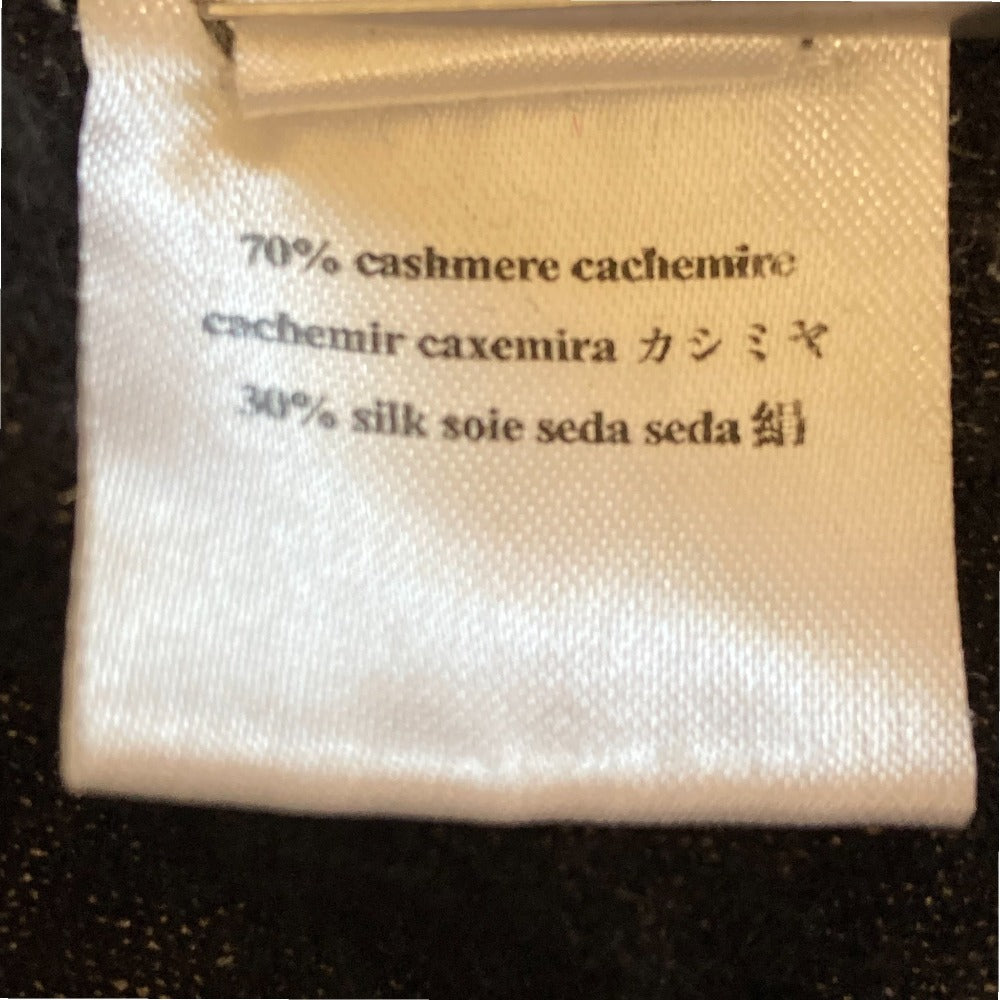 70% cashmere cachemire
cachemir caxemira カシミヤ
30% silk soie seda seda 絹